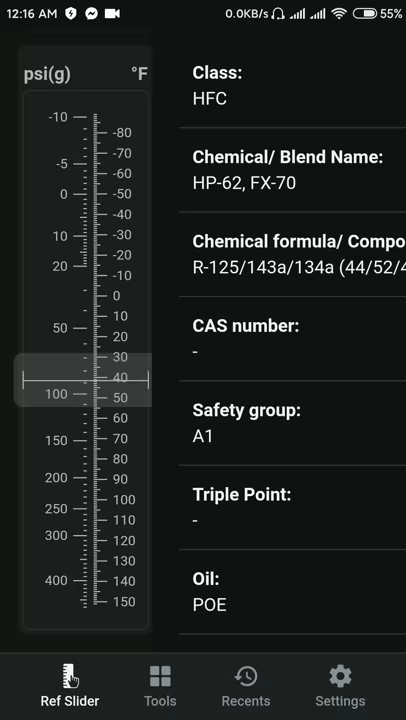 12:16 AM 0.0KB/s 55%
psi(g) °F
-10
-80
-70
-5
-60
0
-50
-40
-30
10
-20
20
-10
0
10
50
20
30
40
100
50
60
150
70
80
200
90
100
250
110
300
120
130
400
140
150
Class:
HFC
Chemical/ Blend Name:
HP-62, FX-70
Chemical formula/ Compo
R-125/143a/134a (44/52/4
CAS number:
-
Safety group:
A1
Triple Point:
-
Oil:
POE
Ref Slider Tools Recents Settings